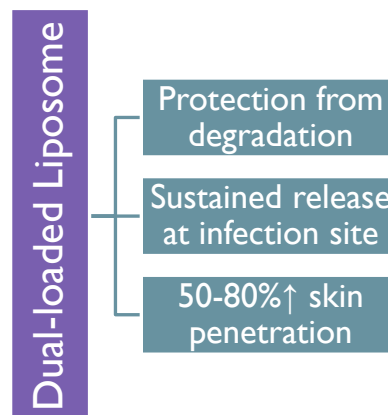 Dual-loaded Liposome
Protection from
degradation
Sustained release
at infection site
50-80%↑ skin
penetration